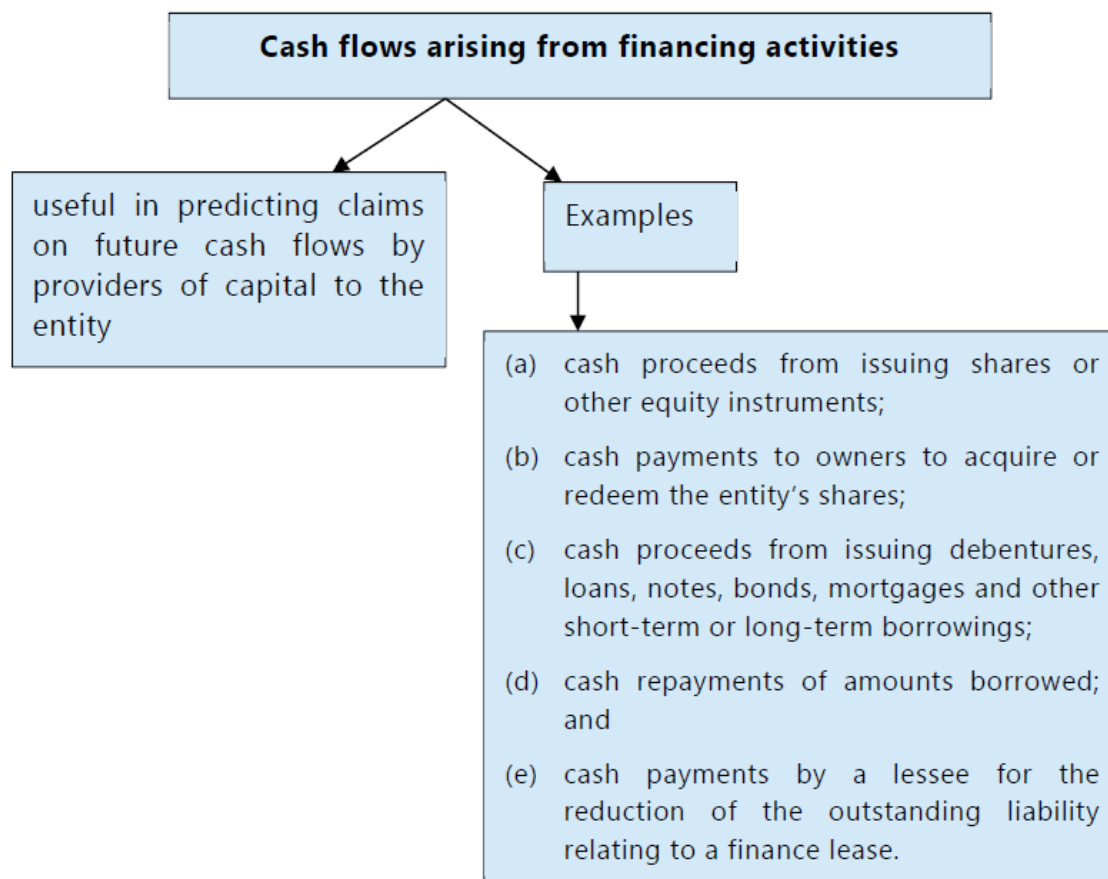 Cash flows arising from financing activities
useful in predicting claims
on future cash flows by
providers of capital to the
entity
Examples
(a) cash proceeds from issuing shares or
other equity instruments;
(b) cash payments to owners to acquire or
redeem the entity's shares;
(c) cash proceeds from issuing debentures,
loans, notes, bonds, mortgages and other
short-term or long-term borrowings;
(d) cash repayments of amounts borrowed;
and
(e) cash payments by a lessee for the
reduction of the outstanding liability
relating to a finance lease.